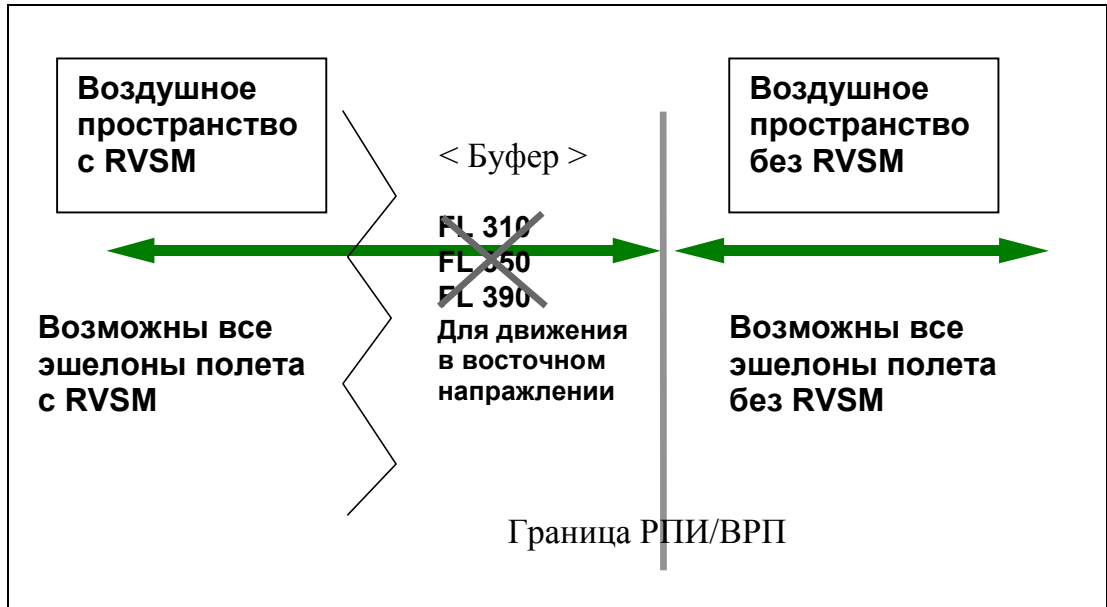 Воздушное
пространство
с RVSM
< Буфер >
Воздушное
пространство
без RVSM
FL 310
FL 350
FL 390
Для движения
в восточном
напражлении
Возможны все
эшелоны полета
с RVSM
Возможны все
эшелоны полета
без RVSM
Граница РПИ/ВРП